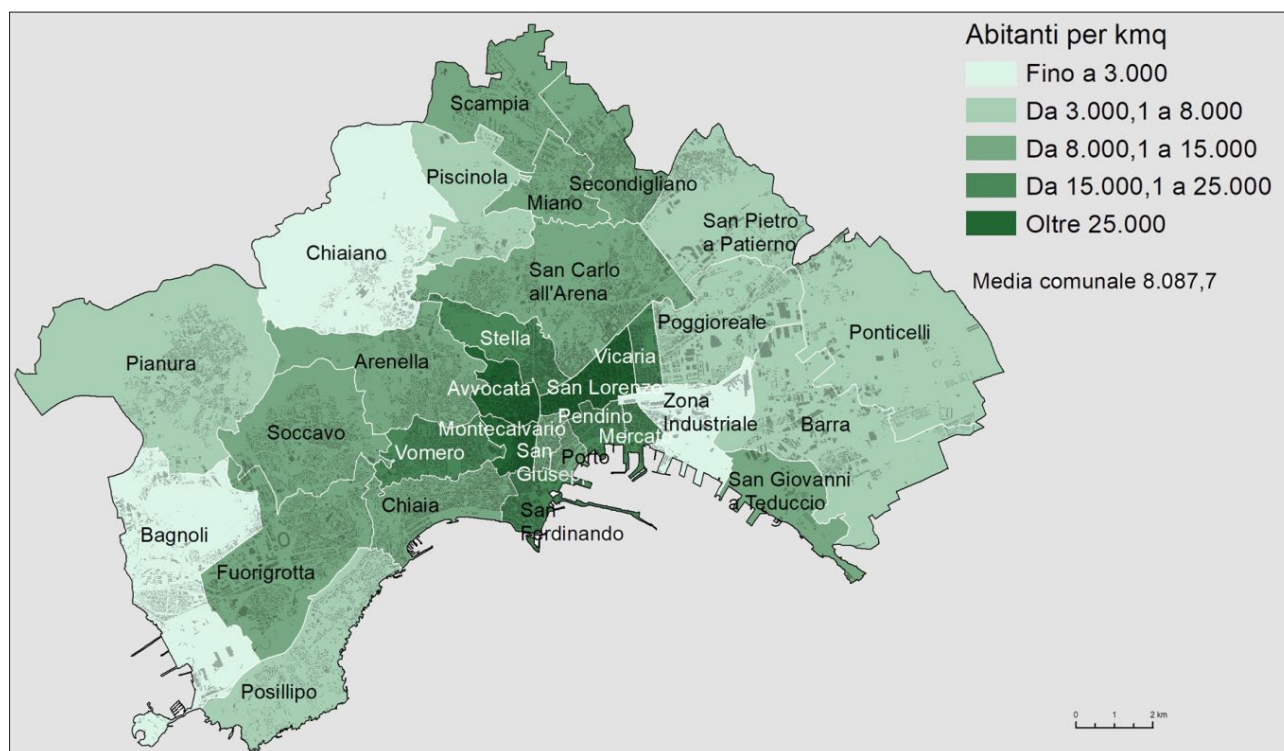 Abitanti per kmq
Fino a 3.000
Da 3.000,1 a 8.000
Da 8.000,1 a 15.000
Da 15.000,1 a 25.000
Oltre 25.000
Media comunale 8.087,7
Scampia
Piscinola
Miano
Secondigliano
San Pietro
a Patierno
Chiaiano
San Carlo
all'Arena
Poggioreale
Ponticelli
Pianura
Arenella
Stella
Vicaria
Avvocata
San Lorenzo
Zona
Industriale
Barra
Soccavo
Vomero
Montecalvario
Pendino
Mercato
San
Giusep
Porto
San Giovanni
a Teduccio
Chiaia
San
Ferdinando
Bagnoli
Fuorigrotta
Posillipo
0 1 2 km